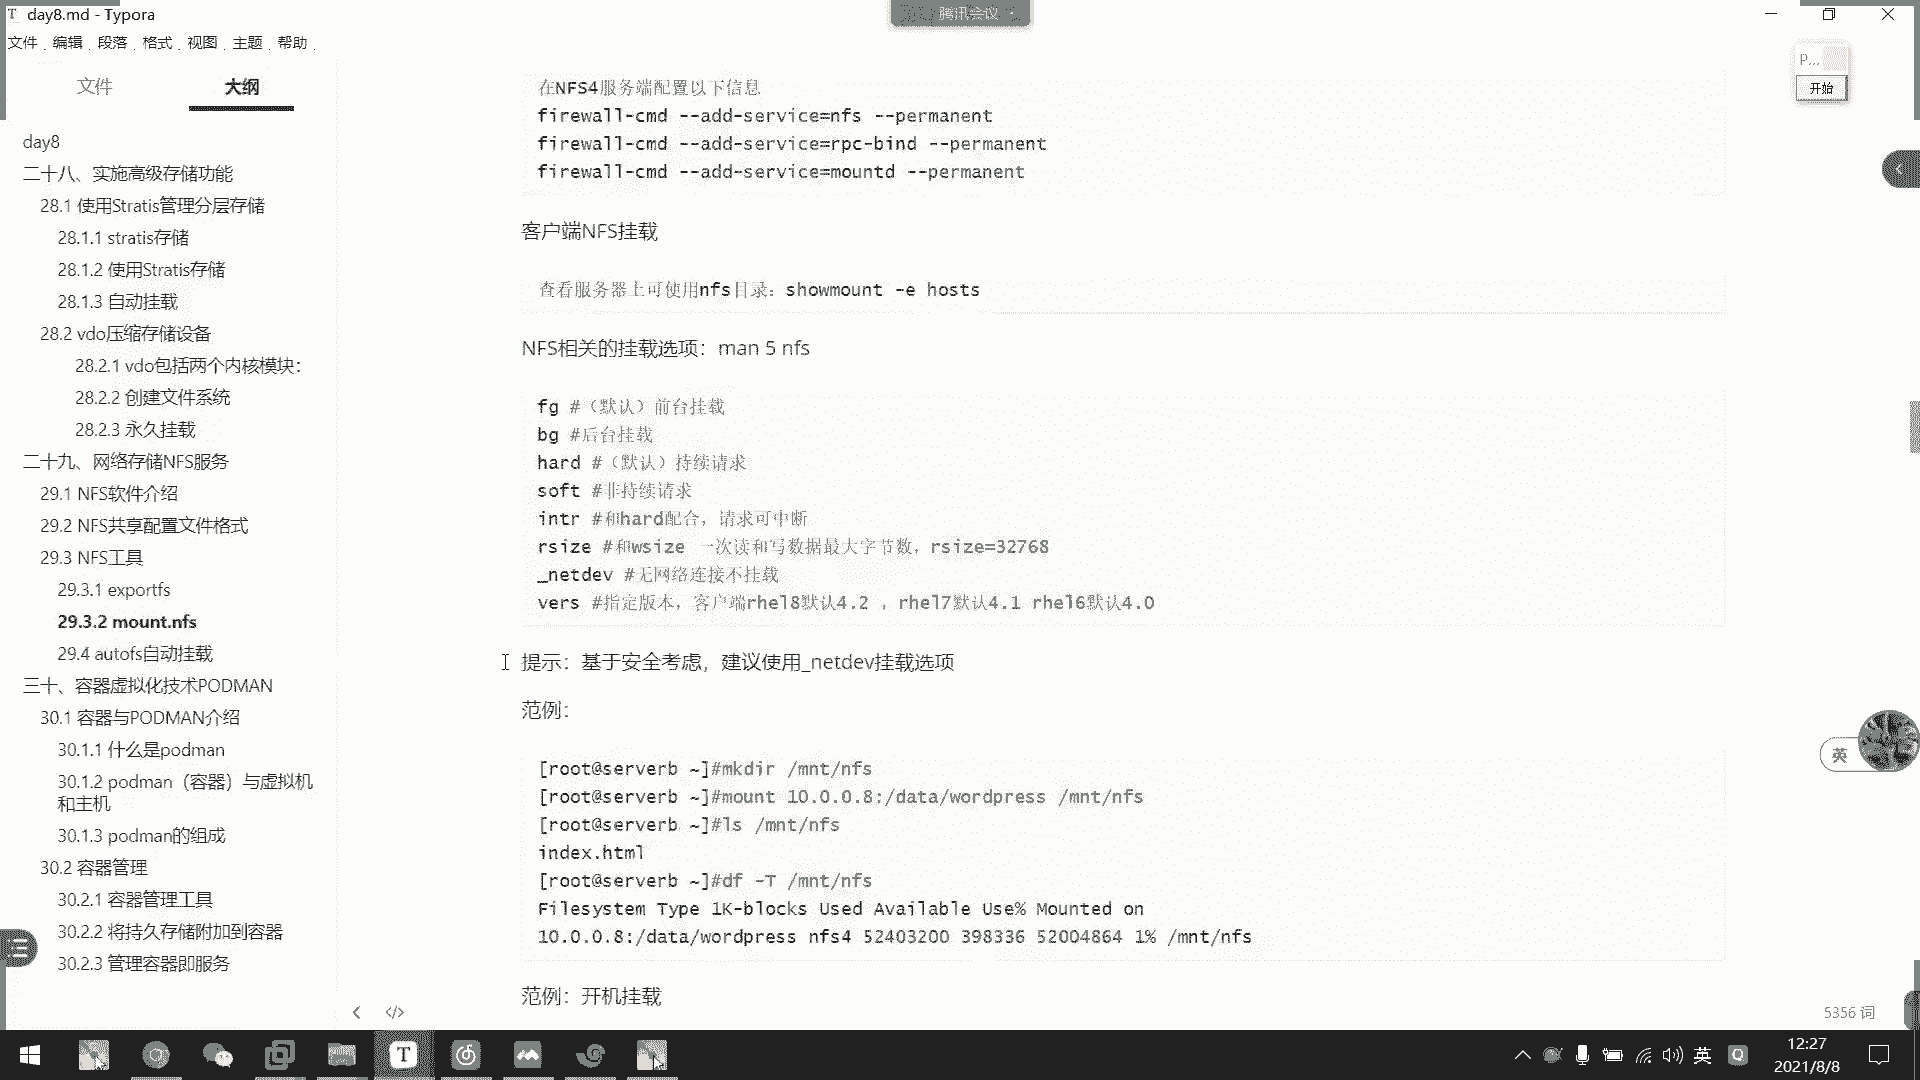 day8.md - Typora
腾讯会议
文件 编辑 段落 格式 视图 主题 帮助
P...
开始
文件 大纲
day8
二十八、实施高级存储功能
28.1 使用Stratis管理分层存储
28.1.1 stratis存储
28.1.2 使用Stratis存储
28.1.3 自动挂载
28.2 vdo压缩存储设备
28.2.1 vdo包括两个内核模块：
28.2.2 创建文件系统
28.2.3 永久挂载
二十九、网络存储NFS服务
29.1 NFS软件介绍
29.2 NFS共享配置文件格式
29.3 NFS工具
29.3.1 exportfs
29.3.2 mount.nfs
29.4 autofs自动挂载
三十、容器虚拟化技术PODMAN
30.1 容器与PODMAN介绍
30.1.1 什么是podman
30.1.2 podman（容器）与虚拟机
和主机
30.1.3 podman的组成
30.2 容器管理
30.2.1 容器管理工具
30.2.2 将持久存储附加到容器
30.2.3 管理容器即服务
在NFS4服务端配置以下信息
firewall-cmd --add-service=nfs --permanent
firewall-cmd --add-service=rpc-bind --permanent
firewall-cmd --add-service=mountd --permanent
客户端NFS挂载
查看服务器上可使用nfs目录：showmount -e hosts
NFS相关的挂载选项：man 5 nfs
fg #（默认）前台挂载
bg #后台挂载
hard #（默认）持续请求
soft #非持续请求
intr #和hard配合，请求可中断
rsize #和wsize 一次读和写数据最大字节数，rsize=32768
_netdev #无网络连接不挂载
vers #指定版本，客户端rhel8默认4.2 ，rhel7默认4.1 rhel6默认4.0
提示：基于安全考虑，建议使用_netdev挂载选项
范例：
[root@serverb ~]#mkdir /mnt/nfs
[root@serverb ~]#mount 10.0.0.8:/data/wordpress /mnt/nfs
[root@serverb ~]#ls /mnt/nfs
index.html
[root@serverb ~]#df -T /mnt/nfs
Filesystem Type 1K-blocks Used Available Use% Mounted on
10.0.0.8:/data/wordpress nfs4 52403200 398336 52004864 1% /mnt/nfs
范例：开机挂载
英
5356 词
英
12:27
2021/8/8